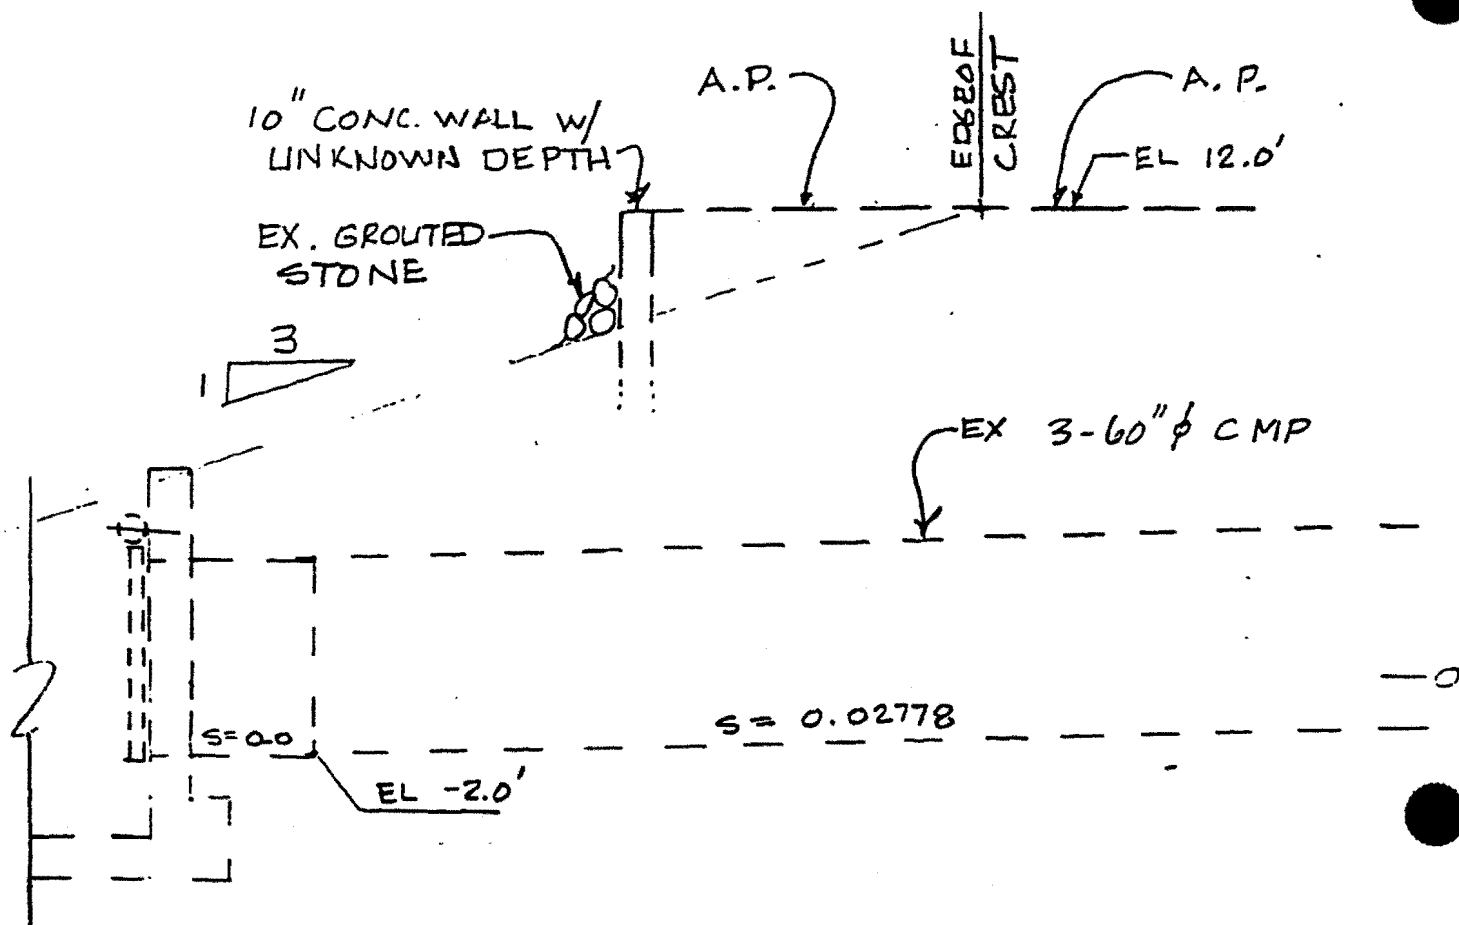 A.P.
EDGE OF
CREST
A.P.
10" CONC. WALL W/
UNKNOWN DEPTH
EL 12.0'
EX. GROUTED
STONE
3
1
EX 3-60" ϕ CMP
S = 0.02778
S=0.0
EL -2.0'